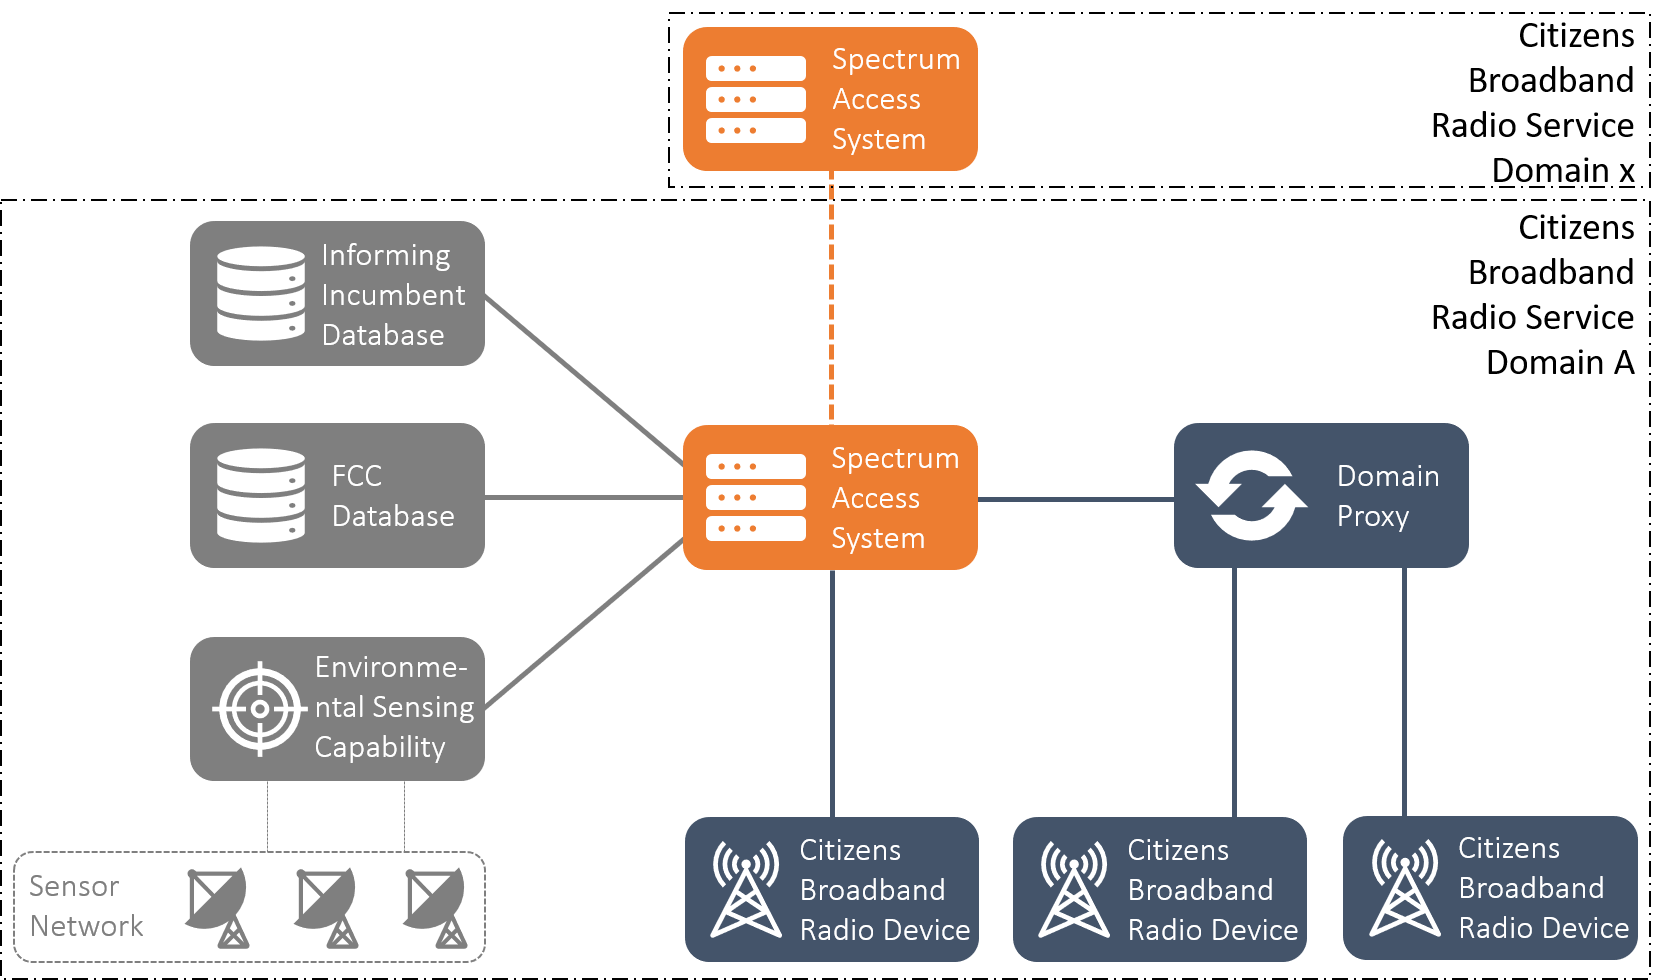 Spectrum
Access
System
Citizens
Broadband
Radio Service
Domain x
Citizens
Broadband
Radio Service
Domain A
Informing
Incumbent
Database
FCC
Database
Environme-
ntal Sensing
Capability
Spectrum
Access
System
Domain
Proxy
Sensor
Network
Citizens
Broadband
Radio Device
Citizens
Broadband
Radio Device
Citizens
Broadband
Radio Device